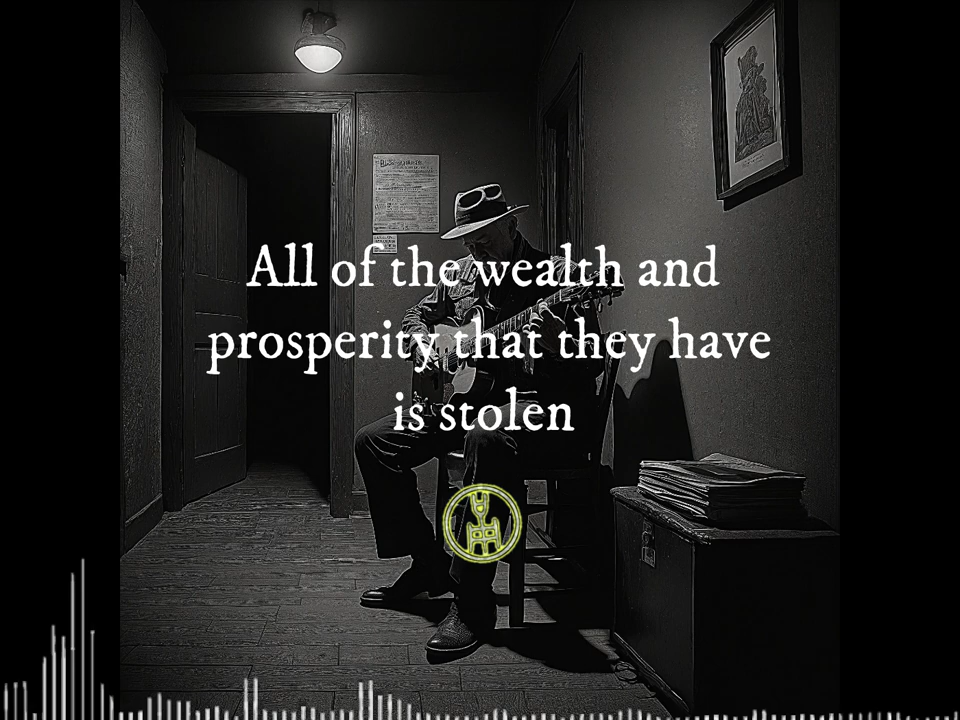 All of the wealth and
prosperity that they have
is stolen